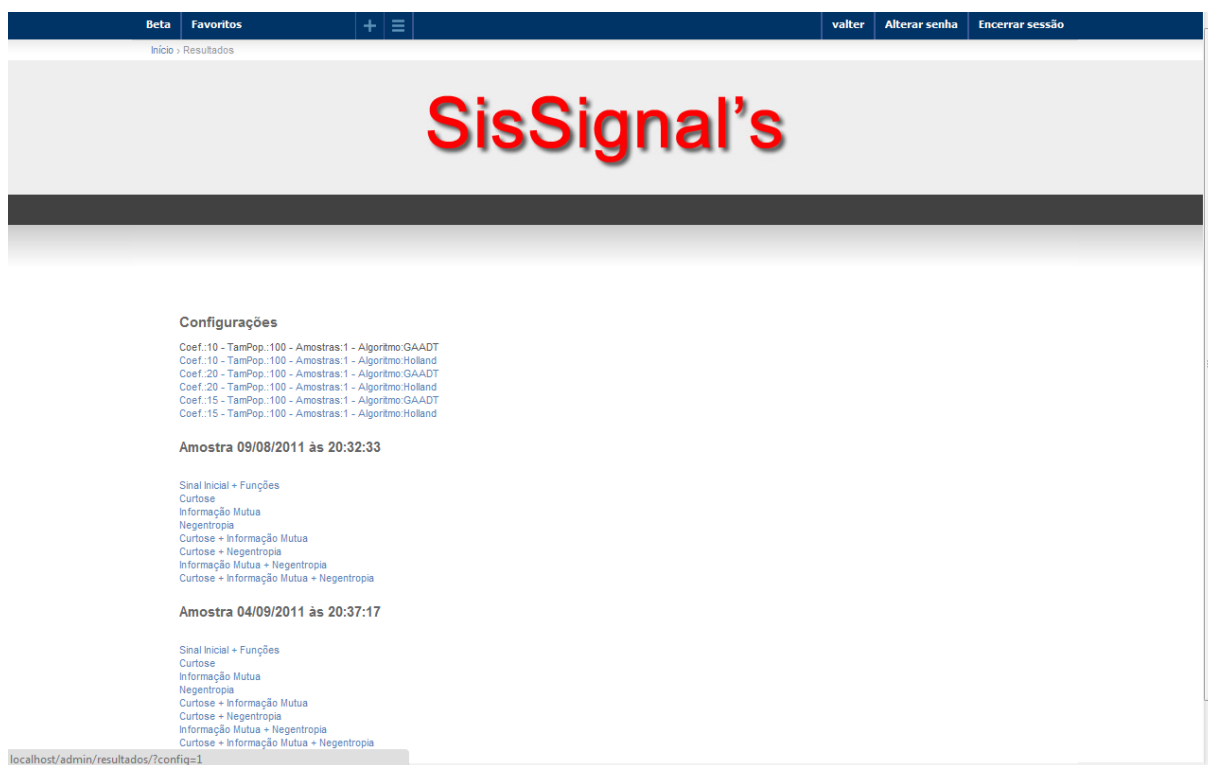 Beta Favoritos valter Alterar senha Encerrar sessão
Início › Resultados
SisSignal's
Configurações
Coef.:10 - TamPop.:100 - Amostras:1 - Algoritmo:GAADT
Coef.:10 - TamPop.:100 - Amostras:1 - Algoritmo:Holland
Coef.:20 - TamPop.:100 - Amostras:1 - Algoritmo:GAADT
Coef.:20 - TamPop.:100 - Amostras:1 - Algoritmo:Holland
Coef.:15 - TamPop.:100 - Amostras:1 - Algoritmo:GAADT
Coef.:15 - TamPop.:100 - Amostras:1 - Algoritmo:Holland
Amostra 09/08/2011 às 20:32:33
Sinal Inicial + Funções
Curtose
Informação Mutua
Negentropia
Curtose + Informação Mutua
Curtose + Negentropia
Informação Mutua + Negentropia
Curtose + Informação Mutua + Negentropia
Amostra 04/09/2011 às 20:37:17
Sinal Inicial + Funções
Curtose
Informação Mutua
Negentropia
Curtose + Informação Mutua
Curtose + Negentropia
Informação Mutua + Negentropia
Curtose + Informação Mutua + Negentropia
localhost/admin/resultados/?config=1